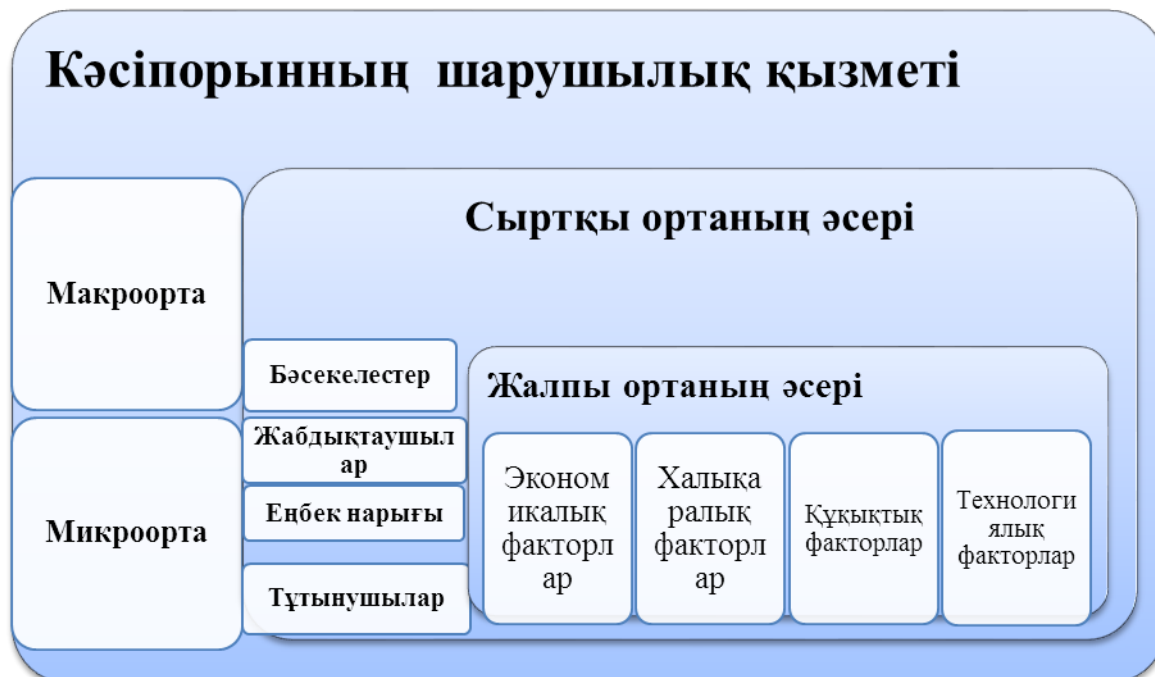 Кәсіпорынның шарушылық қызметі
Сыртқы ортаның әсері
Макроорта
Бәсекелестер
Жалпы ортаның әсері
Жабдықтаушыл
ар
Еңбек нарығы
Микроорта
Тұтынушылар
Эконом
икалық
факторл
ар
Халықа
ралық
факторл
ар
Құқықтық
факторлар
Технологи
ялық
факторлар